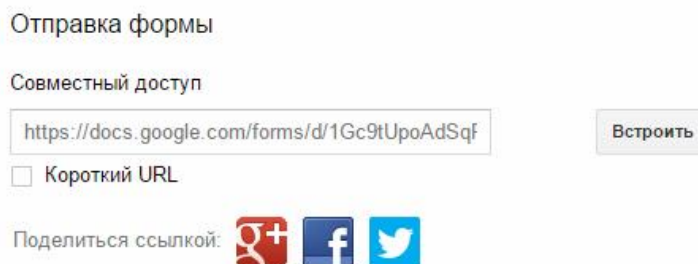 Отправка формы
Совместный доступ
https://docs.google.com/forms/d/1Gc9tUpoAdSqF Встроить
Короткий URL
Поделиться ссылкой: g+ f